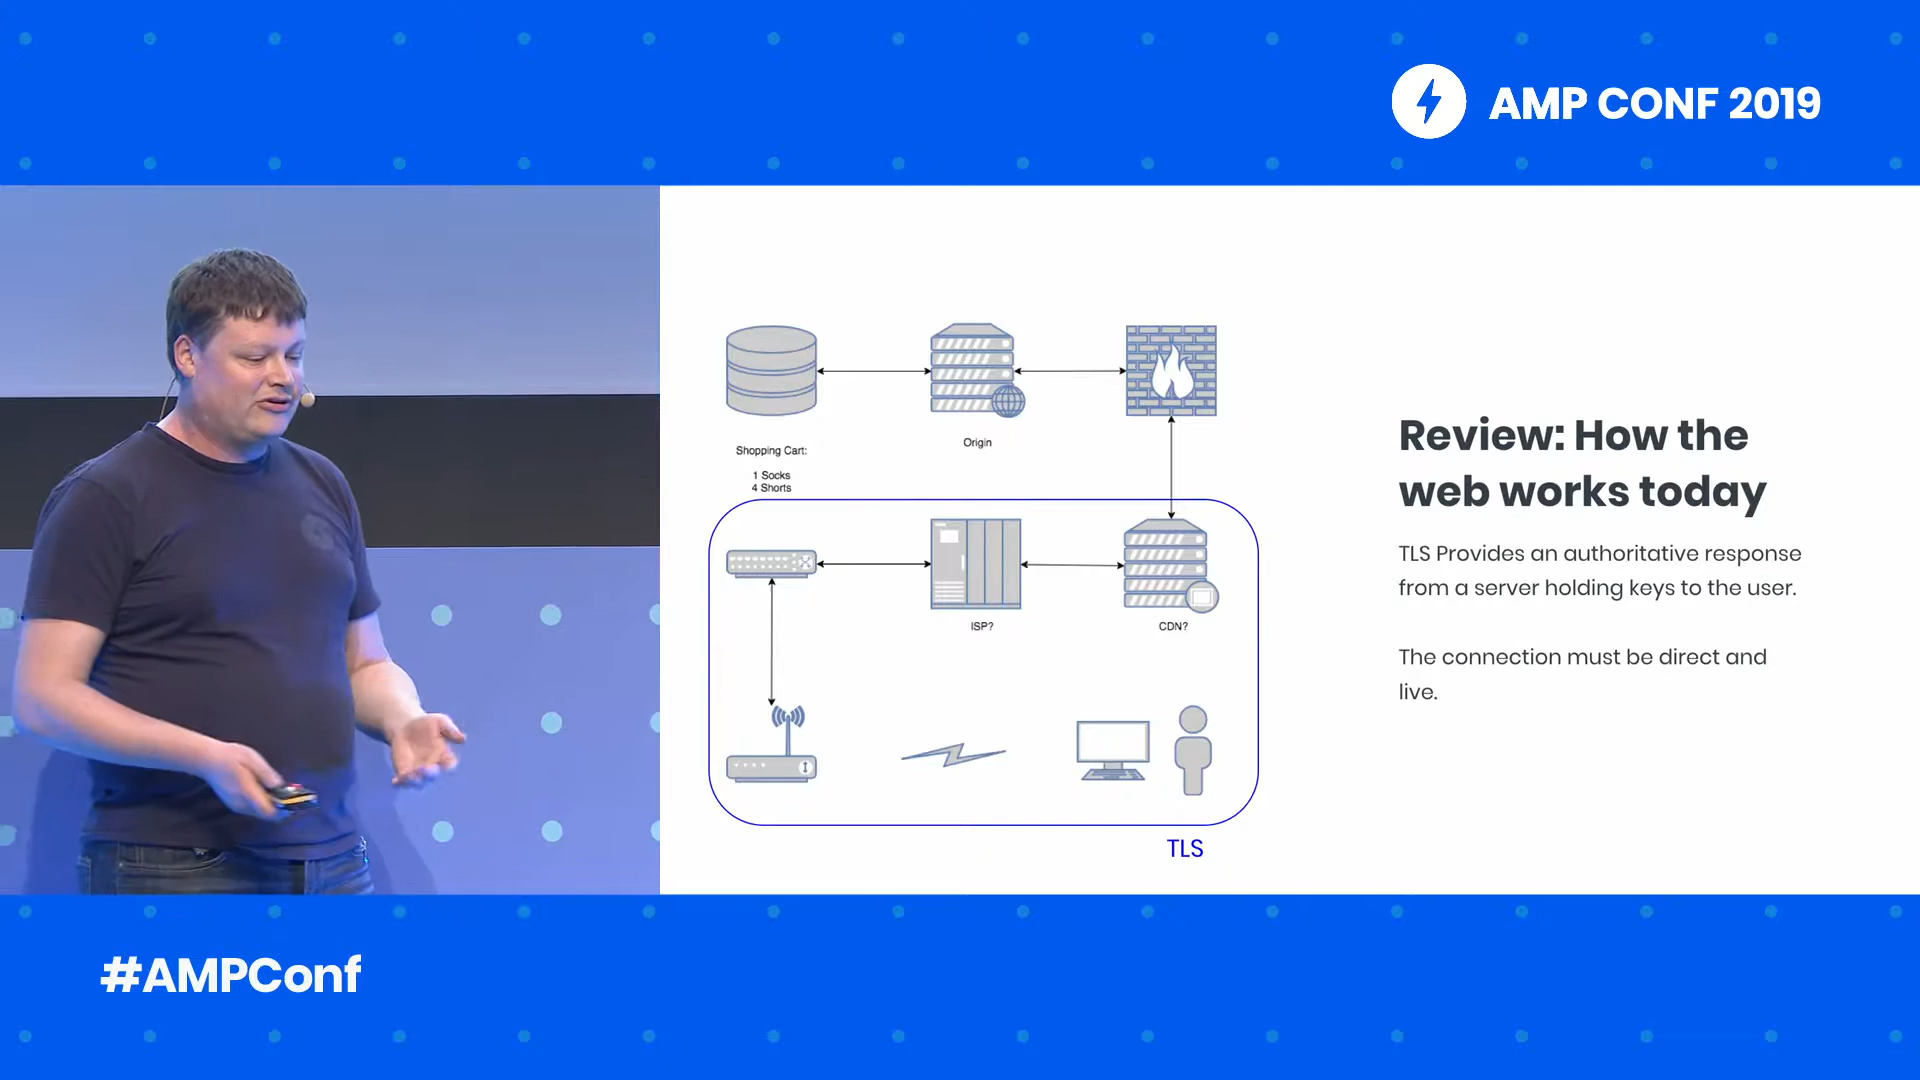 AMP CONF 2019
Shopping Cart:
1 Socks
4 Shorts
Origin
ISP?
CDN?
TLS
Review: How the
web works today
TLS Provides an authoritative response
from a server holding keys to the user.
The connection must be direct and
live.
#AMPConf